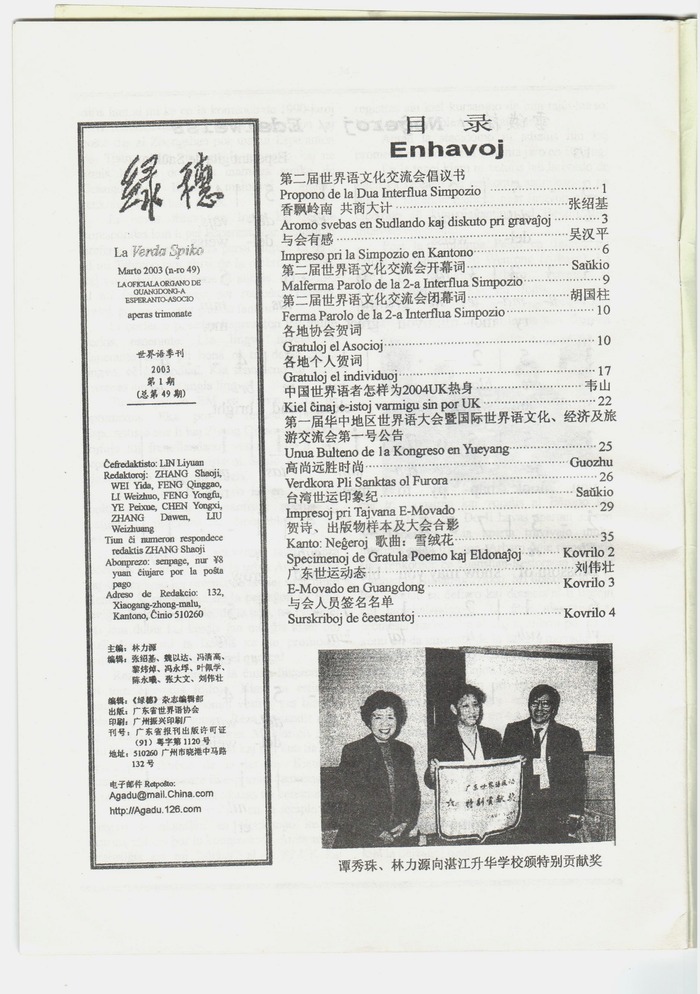 绿穗
La Verda Spiko
Marto 2003 (n-ro 49)
LA OFICIALA ORGANO DE
GUANGDONG-A
ESPERANTO-ASOCIO
aperas trimonate
世界语季刊
2003
第 1 期
(总第 49 期)
Ĉefredaktisto: LIN Liyuan
Redaktoroj: ZHANG Shaoji,
WEI Yida, FENG Qinggao,
LI Weizhuo, FENG Yongfu,
YE Peixue, CHEN Yongxi,
ZHANG Dawen, LIU
Weizhuang
Tiun ĉi numeron respondece
redaktis ZHANG Shaoji
Abonprezo: senpage, nur ¥8
yuan ĉiujare por la poŝta
pago
Adreso de Redakcio: 132,
Xiaogang-zhong-malu,
Kantono, Ĉinio 510260
主编: 林力源
编辑: 张绍基、魏以达、冯清高、
黎炜焯、冯永孚、叶佩学、
陈永曦、张大文、刘伟壮
编辑:《绿穗》杂志编辑部
出版: 广东省世界语协会
印刷: 广州振兴印刷厂
刊号: 广东省报刊出版许可证
(91) 粤字第 1120 号
地址: 510260 广州市晓港中马路
132 号
电子邮件 Retpoŝto:
Agadu@mail.China.com
http://Agadu.126.com
目 录
Enhavoj
第二届世界语文化交流会倡议书
Propono de la Dua Interflua Simpozio 1
香飘岭南 共商大计 张绍基
Aromo svebas en Sudlando kaj diskuto pri gravaĵoj 3
与会有感 吴汉平
Impreso pri la Simpozio en Kantono 6
第二届世界语文化交流会开幕词 Saŭkio
Malferma Parolo de la 2-a Interflua Simpozio 9
第二届世界语文化交流会闭幕词 胡国柱
Ferma Parolo de la 2-a Interflua Simpozio 10
各地协会贺词
Gratuloj el Asocioj 10
各地个人贺词
Gratuloj el individuoj 17
中国世界语者怎样为2004UK热身 韦山
Kiel ĉinaj e-istoj varmigu sin por UK 22
第一届华中地区世界语大会暨国际世界语文化、经济及旅
游交流会第一号公告
Unua Bulteno de 1a Kongreso en Yueyang 25
高尚远胜时尚 Guozhu
Verdkora Pli Sanktas ol Furora 26
台湾世运印象纪 Saŭkio
Impresoj pri Tajvana E-Movado 29
贺诗、出版物样本及大会合影
Kanto: Neĝeroj 歌曲: 雪绒花 35
Specimenoj de Gratula Poemo kaj Eldonaĵoj Kovrilo 2
广东世运动态 刘伟壮
E-Movado en Guangdong Kovrilo 3
与会人员签名名单
Surskriboj de ĉeestantoj Kovrilo 4
特别贡献奖
谭秀珠、林力源向湛江升华学校颁特别贡献奖